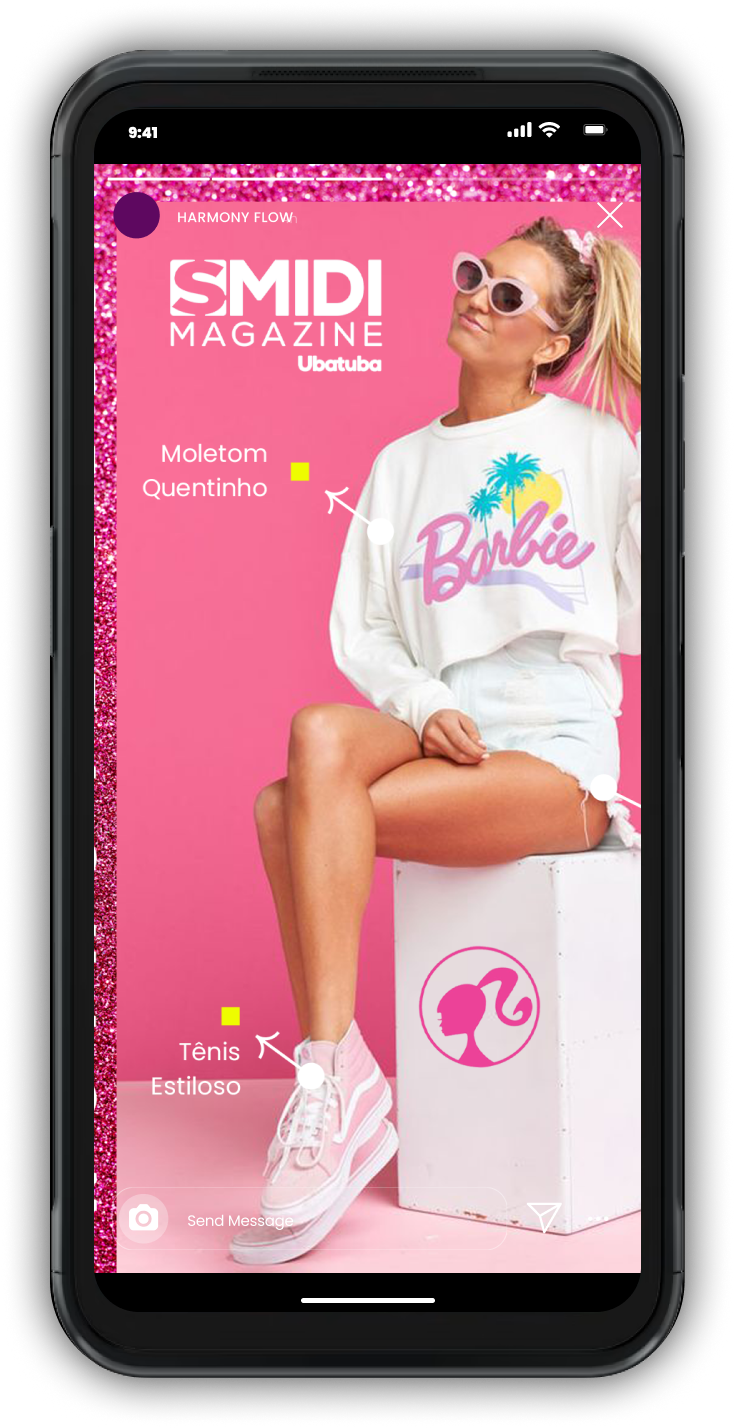 9:41
HARMONY FLOW
SMIDI
MAGAZINE
Ubatuba
Moletom
Quentinho
Barbie
Tênis
Estiloso
Send Message